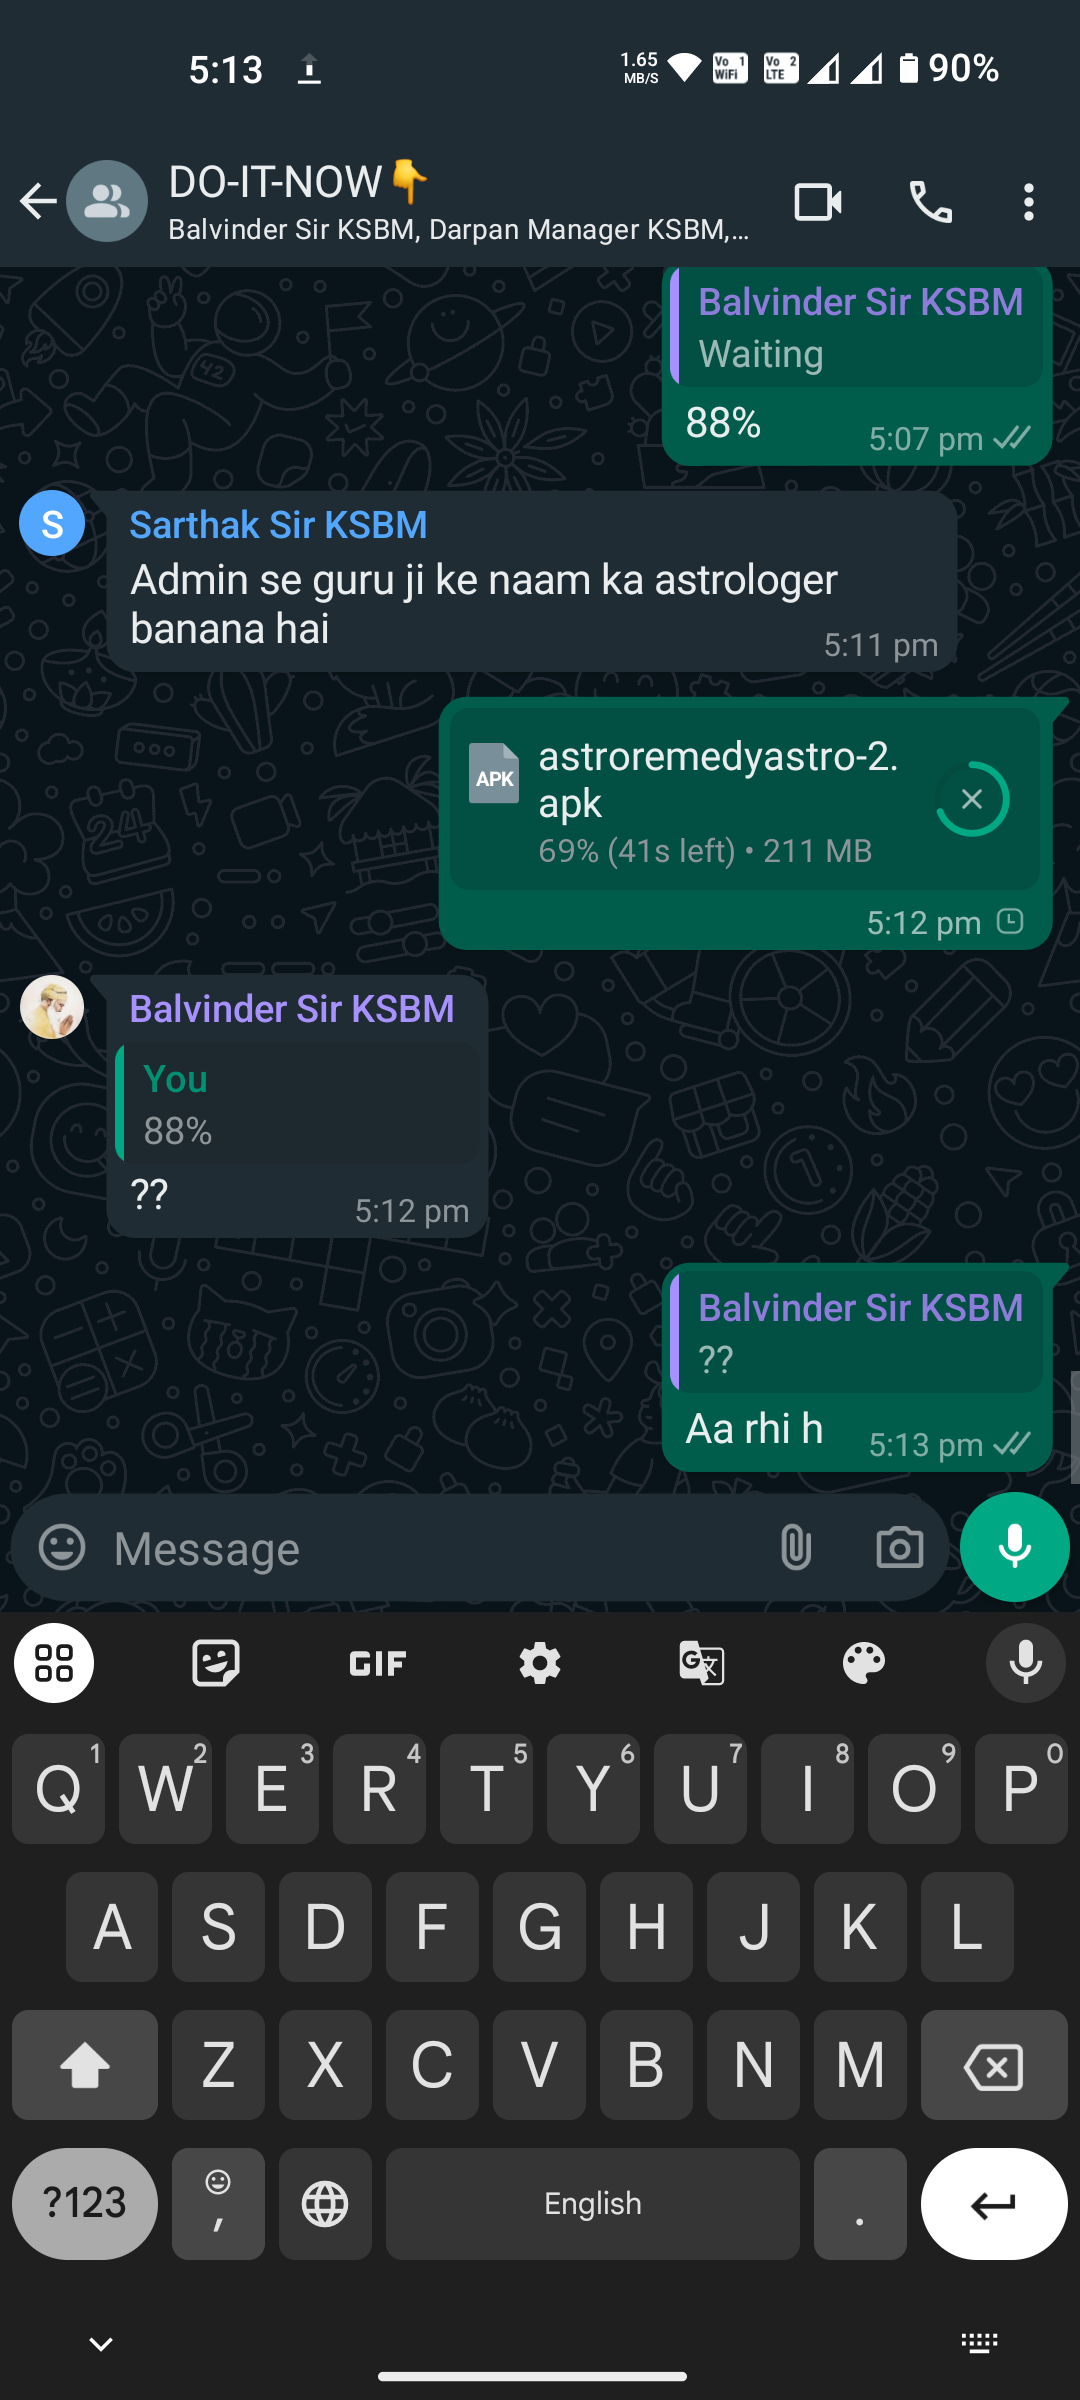 5:13
1.65
MB/S
Vo 1
WiFi
Vo 2
LTE
90%
DO-IT-NOW👇
Balvinder Sir KSBM, Darpan Manager KSBM,...
Balvinder Sir KSBM
Waiting
88%
5:07 pm
S
Sarthak Sir KSBM
Admin se guru ji ke naam ka astrologer
banana hai
5:11 pm
APK
astroremedyastro-2.
apk
69% (41s left) • 211 MB
5:12 pm
Balvinder Sir KSBM
You
88%
??
5:12 pm
Balvinder Sir KSBM
??
Aa rhi h
5:13 pm
Message
GIF
Q 1 W 2 E 3 R 4 T 5 Y 6 U 7 I 8 O 9 P 0
A S D F G H J K L
Z X C V B N M
?123 , English .